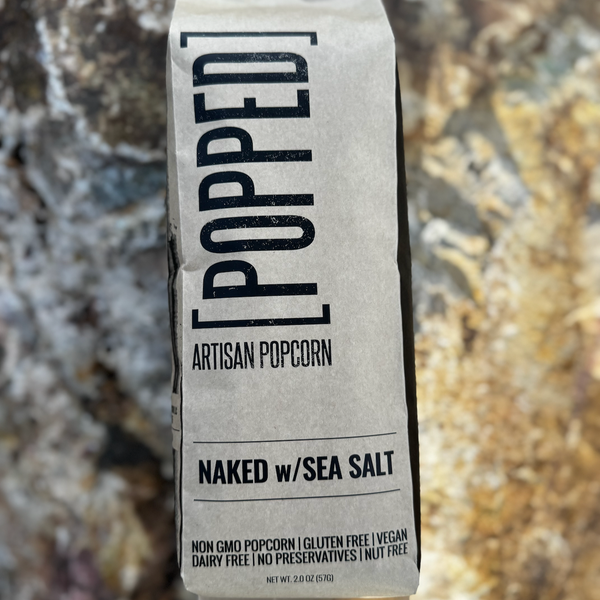 [POPPED]
ARTISAN POPCORN
NAKED w/SEA SALT
NON GMO POPCORN | GLUTEN FREE | VEGAN
DAIRY FREE | NO PRESERVATIVES | NUT FREE
NET WT. 2.0 OZ (57G)